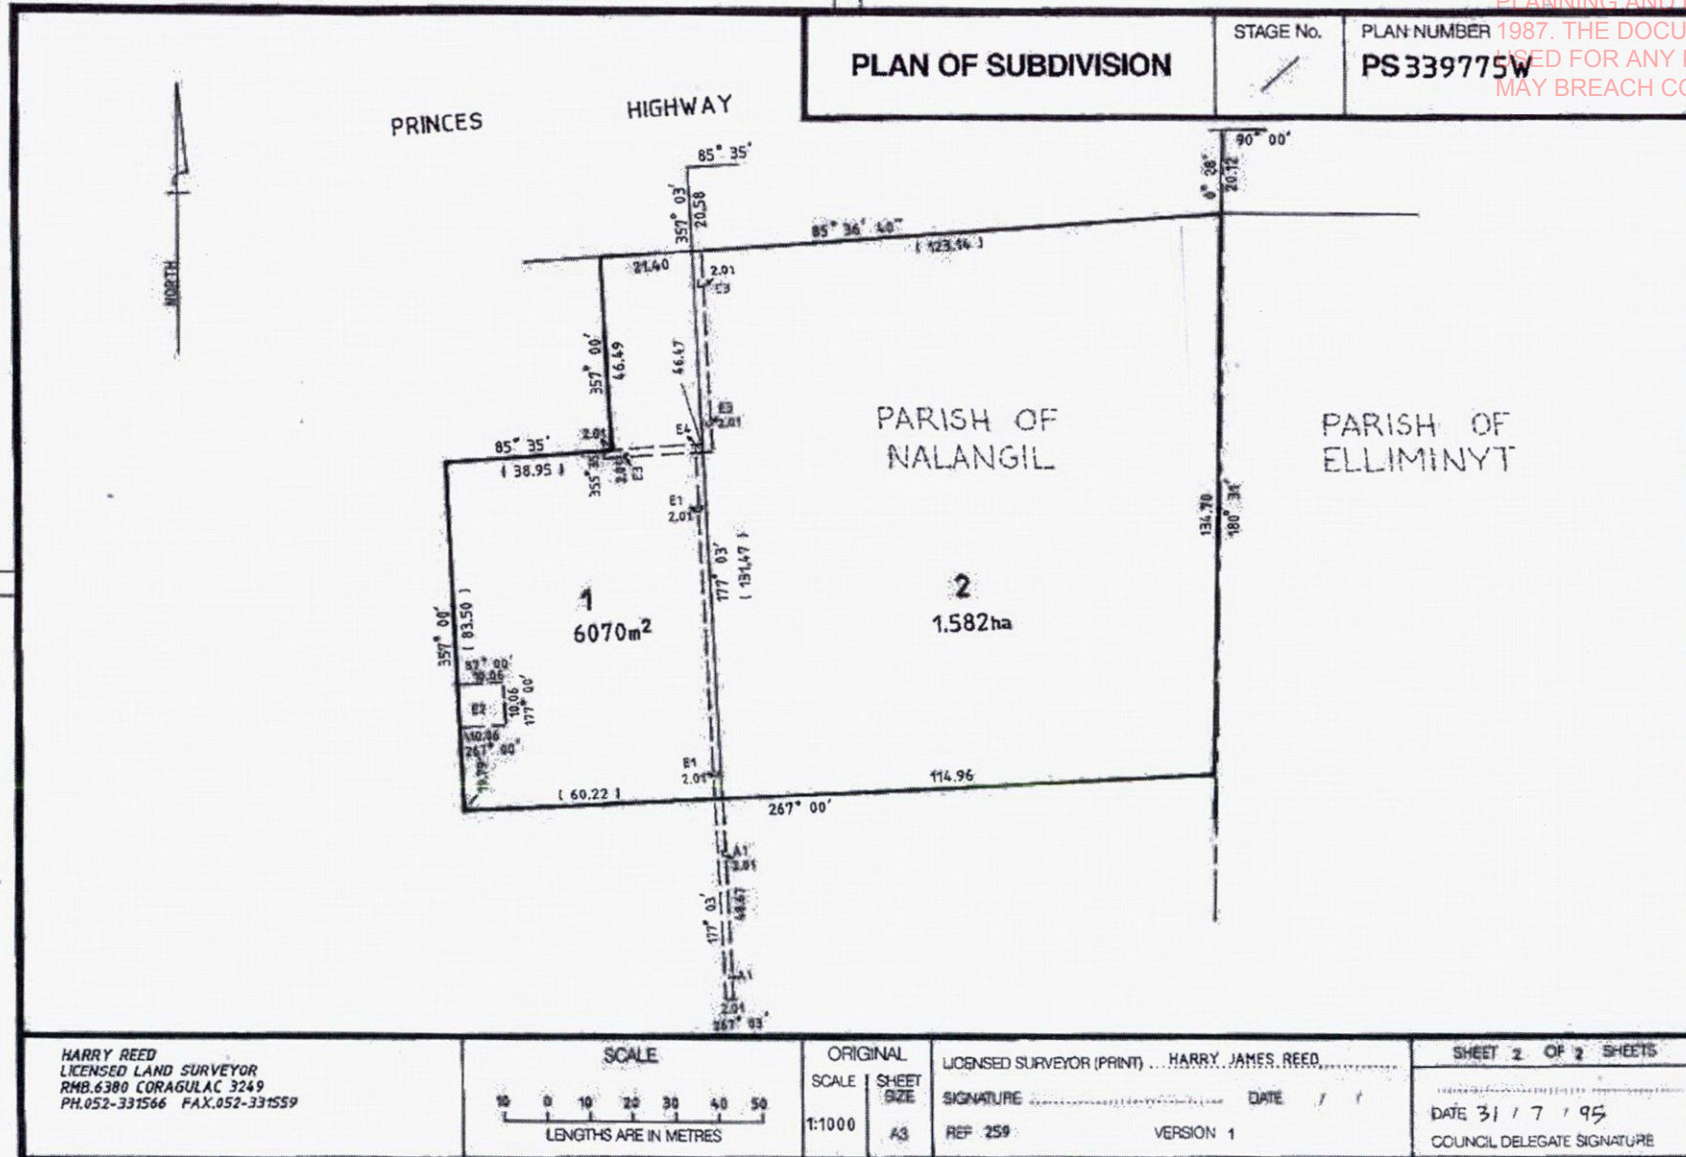 PLANNING AND
1987. THE DOCU
USED FOR ANY
MAY BREACH CO
PLAN OF SUBDIVISION
STAGE No.
/
PLAN NUMBER
PS 339775W
PRINCES HIGHWAY
NORTH
85° 35'
357° 03'
20.58
90° 00'
0° 28'
20.12
85° 36' 40"
( 123.14 )
21.40
2.01
E3
357° 00'
46.49
46.47
E3
2.01
E4
85° 35'
( 38.95 )
2.01
355° 35'
2.01
E3
E1
2.01
PARISH OF
NALANGIL
PARISH OF
ELLIMINYT
134.70
180° 31'
177° 03'
( 131.47 )
1
6070m²
2
1.582ha
357° 00'
( 83.50 )
87° 00'
10.06
E2
10.06
177° 00'
10.06
267° 00'
19.79
E1
2.01
( 60.22 )
114.96
267° 00'
A1
2.01
177° 03'
48.67
A1
2.01
267° 03'
HARRY REED
LICENSED LAND SURVEYOR
RMB.6380 CORAGULAC 3249
PH.052-331566 FAX.052-331559
SCALE
10 0 10 20 30 40 50
LENGTHS ARE IN METRES
ORIGINAL
SCALE
SHEET SIZE
1:1000
A3
LICENSED SURVEYOR (PRINT) ... HARRY JAMES REED
SIGNATURE
DATE / /
REF 259
VERSION 1
SHEET 2 OF 2 SHEETS
DATE 31 / 7 / 95
COUNCIL DELEGATE SIGNATURE